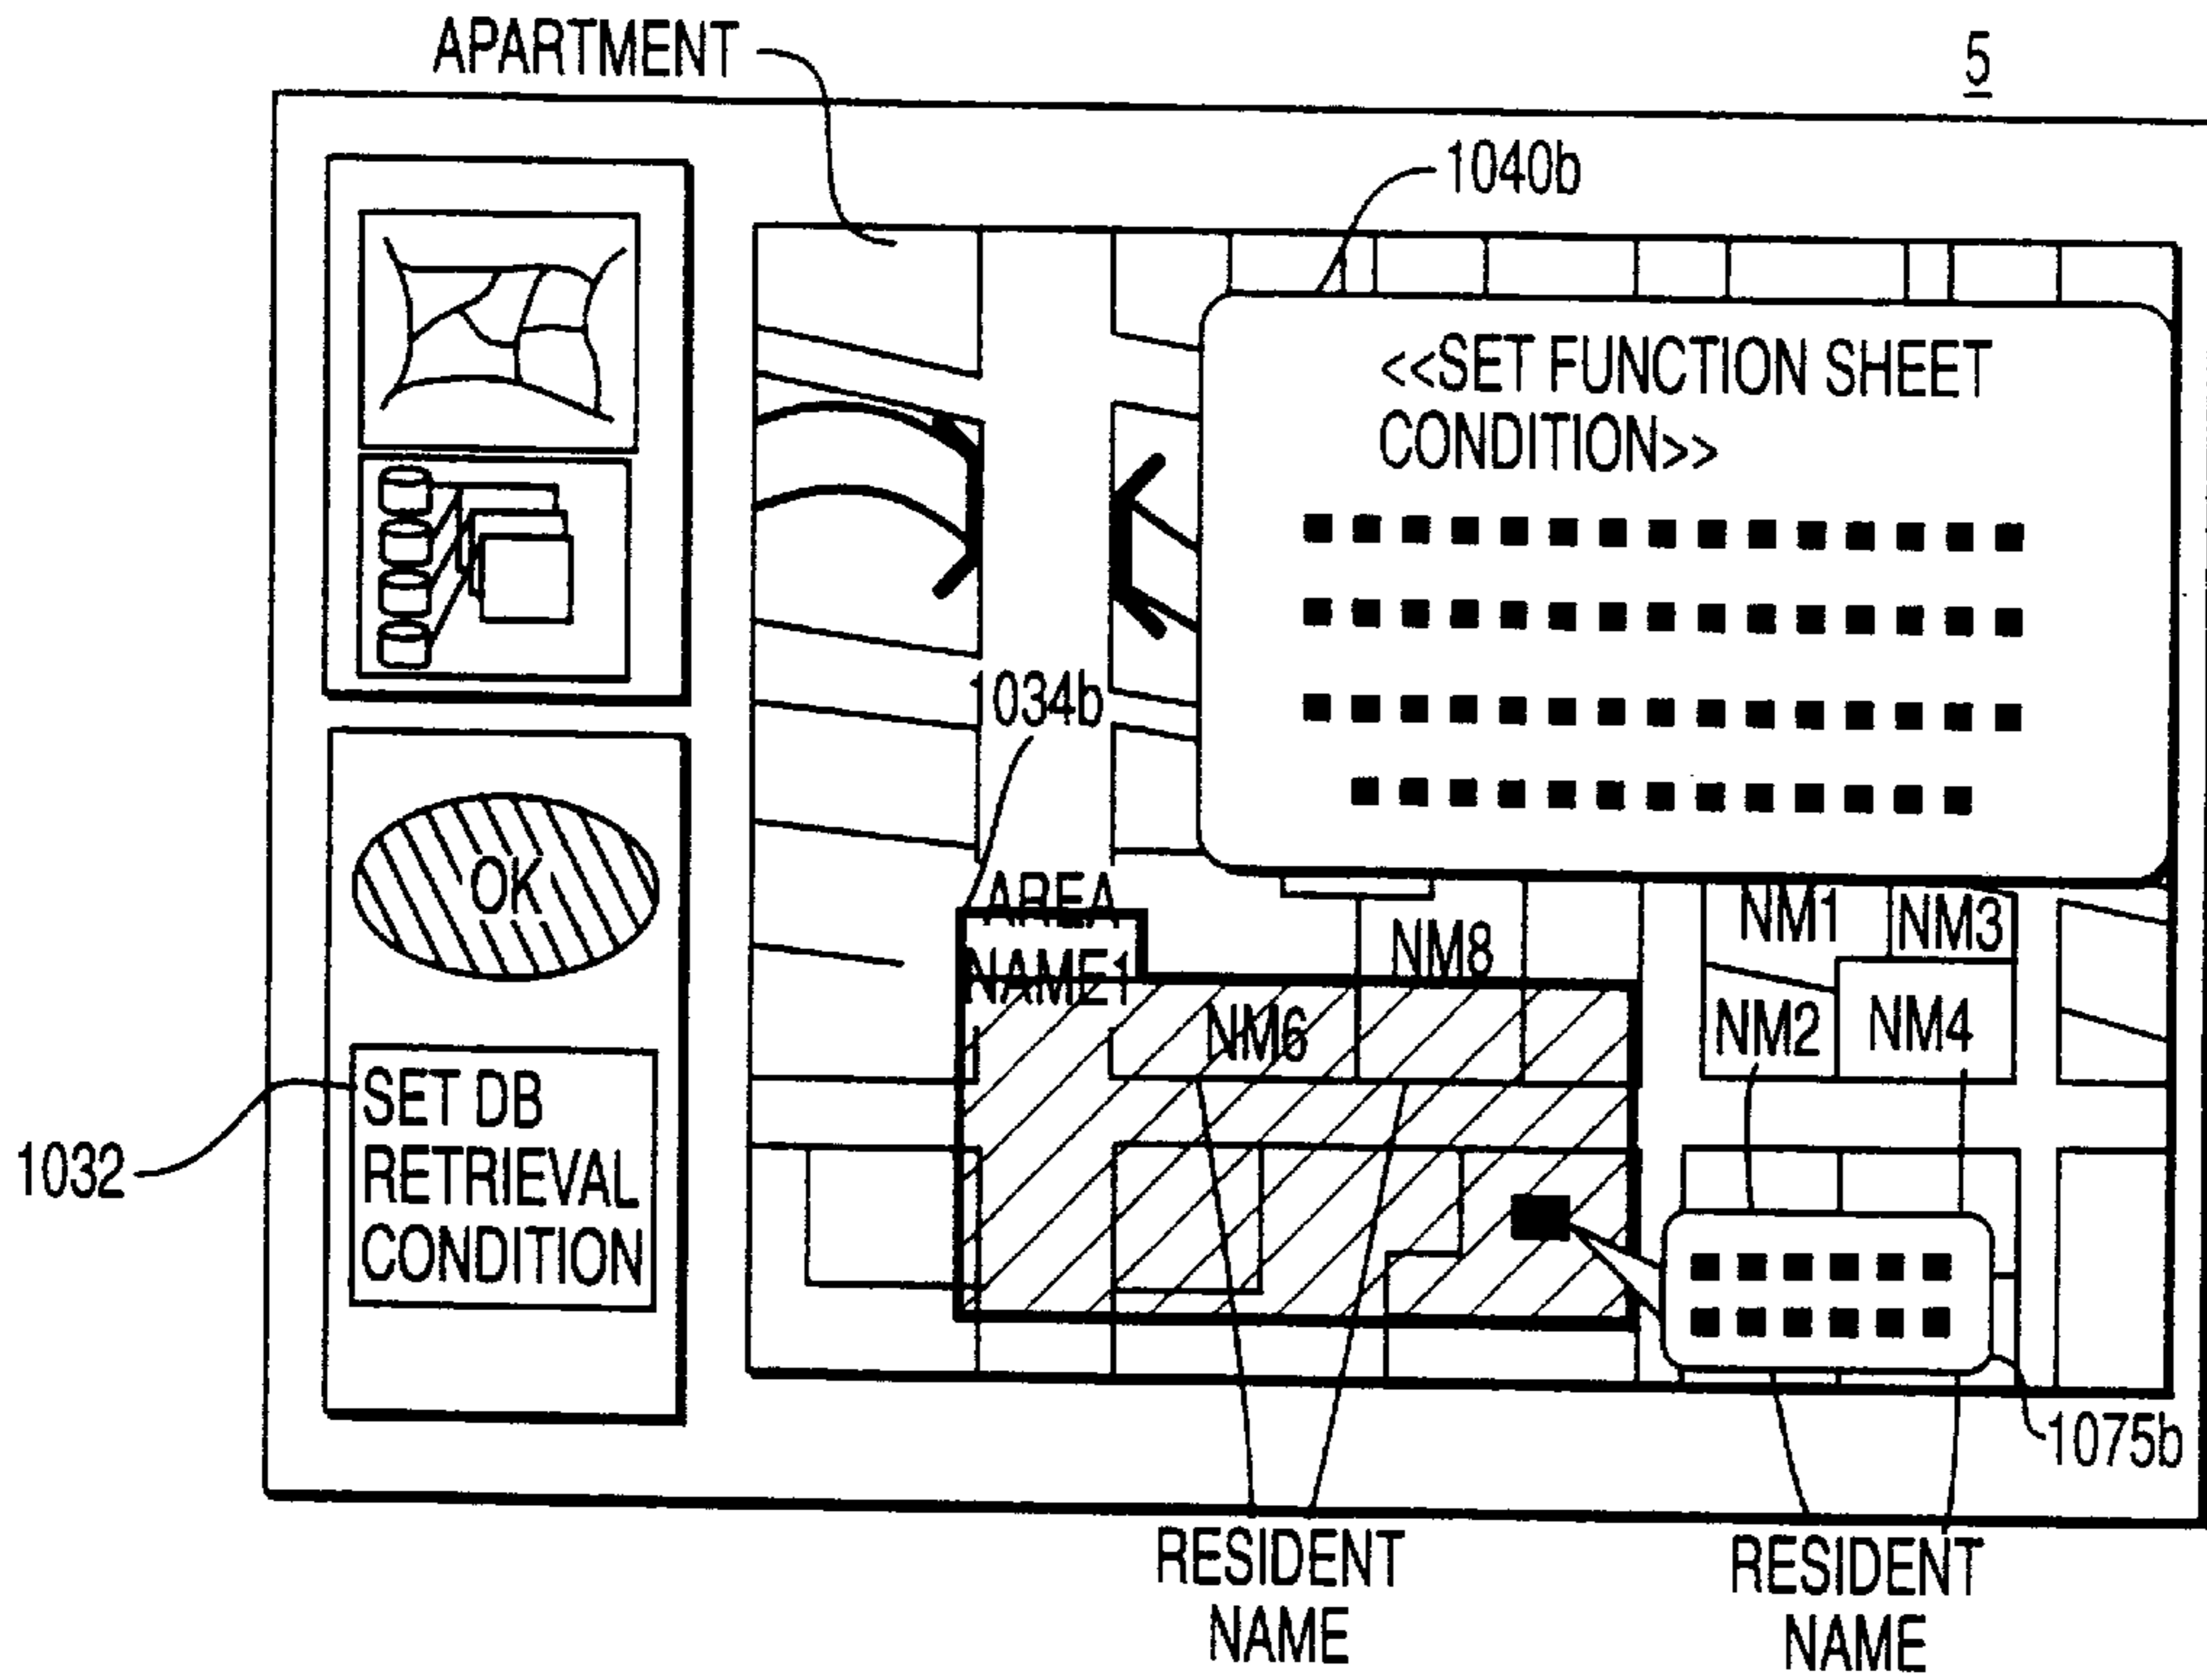 APARTMENT
5
1040b
<<SET FUNCTION SHEET
CONDITION>>
1034b
OK
AREA
NAME1
NM8
NM1
NM3
NM6
NM2
NM4
1032
SET DB
RETRIEVAL
CONDITION
1075b
RESIDENT
NAME
RESIDENT
NAME